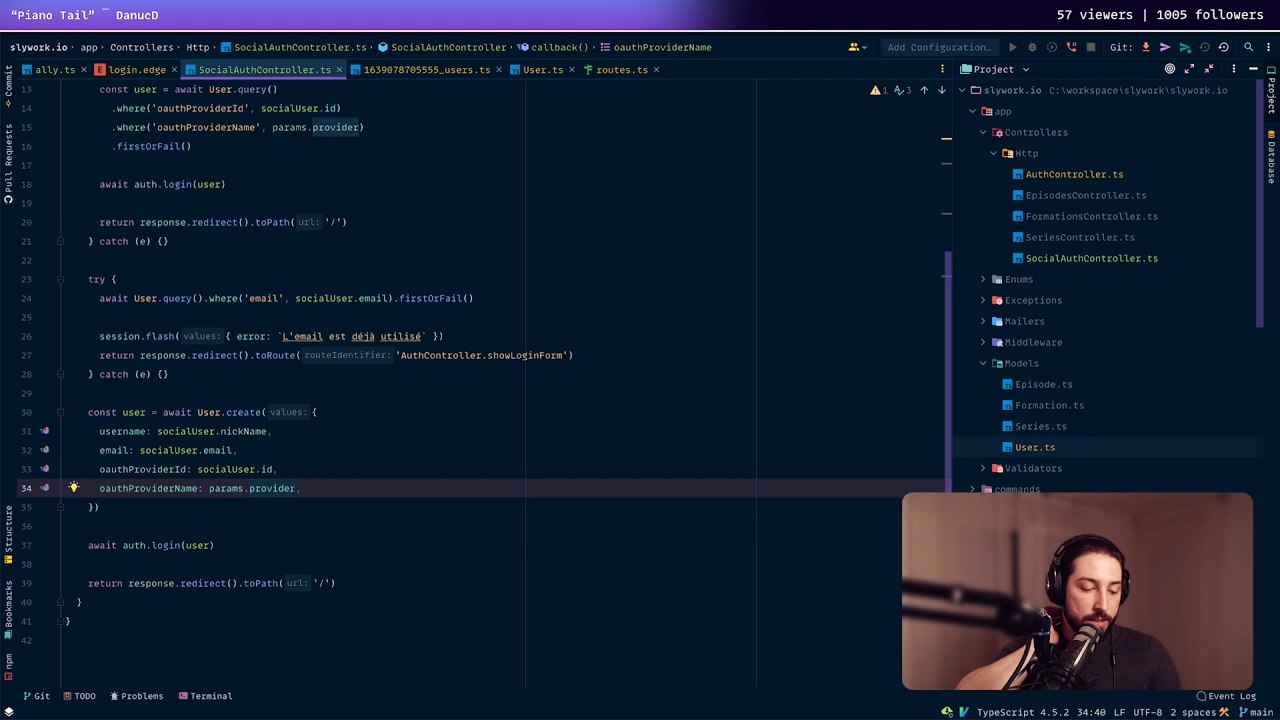 “Piano Tail” ¯ DanucD
57 viewers | 1005 followers
slywork.io
app
Controllers
Http
SocialAuthController.ts
SocialAuthController
callback()
oauthProviderName
Add Configuration...
Git:
ally.ts
login.edge
SocialAuthController.ts
1639078705555_users.ts
User.ts
routes.ts
Project
Commit
Pull Requests
Structure
Bookmarks
npm
Project
Database
1
3
13 const user = await User.query()
14 .where('oauthProviderId', socialUser.id)
15 .where('oauthProviderName', params.provider)
16 .firstOrFail()
17
18 await auth.login(user)
19
20 return response.redirect().toPath( url: '/')
21 } catch (e) {}
22
23 try {
24 await User.query().where('email', socialUser.email).firstOrFail()
25
26 session.flash( values: { error: `L'email est déjà utilisé` })
27 return response.redirect().toRoute( routeIdentifier: 'AuthController.showLoginForm')
28 } catch (e) {}
29
30 const user = await User.create( values: {
31 username: socialUser.nickName,
32 email: socialUser.email,
33 oauthProviderId: socialUser.id,
34 oauthProviderName: params.provider,
35 })
36
37 await auth.login(user)
38
39 return response.redirect().toPath( url: '/')
40 }
41 }
42
slywork.io C:\workspace\slywork\slywork.io
app
Controllers
Http
AuthController.ts
EpisodesController.ts
FormationsController.ts
SeriesController.ts
SocialAuthController.ts
Enums
Exceptions
Mailers
Middleware
Models
Episode.ts
Formation.ts
Series.ts
User.ts
Validators
commands
Git
TODO
Problems
Terminal
Event Log
TypeScript 4.5.2 34:40 LF UTF-8 2 spaces main